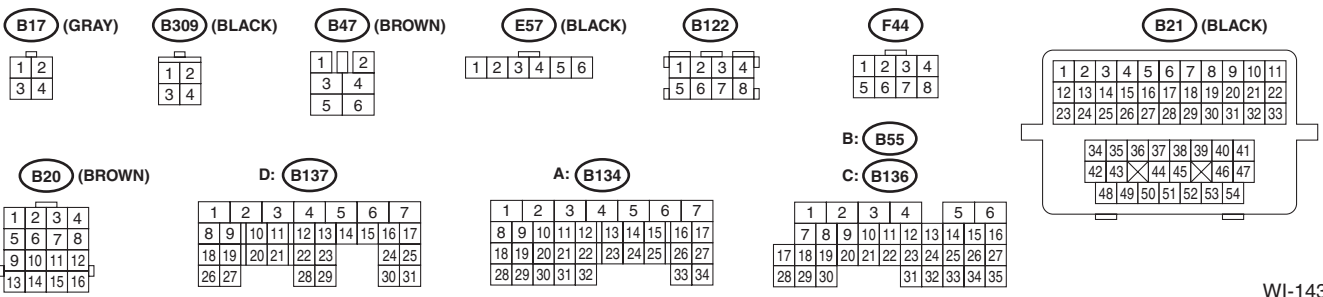 B17 (GRAY) B309 (BLACK) B47 (BROWN) E57 (BLACK) B122 F44 B21 (BLACK)
1 2
3 4
1 2
3 4
1 2
3 4
5 6
1 2 3 4 5 6
1 2 3 4
5 6 7 8
1 2 3 4
5 6 7 8
1 2 3 4 5 6 7 8 9 10 11
12 13 14 15 16 17 18 19 20 21 22
23 24 25 26 27 28 29 30 31 32 33
34 35 36 37 38 39 40 41
42 43 44 45 46 47
48 49 50 51 52 53 54
B20 (BROWN) D: B137 A: B134 B: B55
C: B136
1 2 3 4
5 6 7 8
9 10 11 12
13 14 15 16
1 2 3 4 5 6 7
8 9 10 11 12 13 14 15 16 17
18 19 20 21 22 23 24 25
26 27 28 29 30 31
1 2 3 4 5 6 7
8 9 10 11 12 13 14 15 16 17
18 19 20 21 22 23 24 25 26 27
28 29 30 31 32 33 34
1 2 3 4 5 6
7 8 9 10 11 12 13 14 15 16
17 18 19 20 21 22 23 24 25 26 27
28 29 30 31 32 33 34 35
WI-143